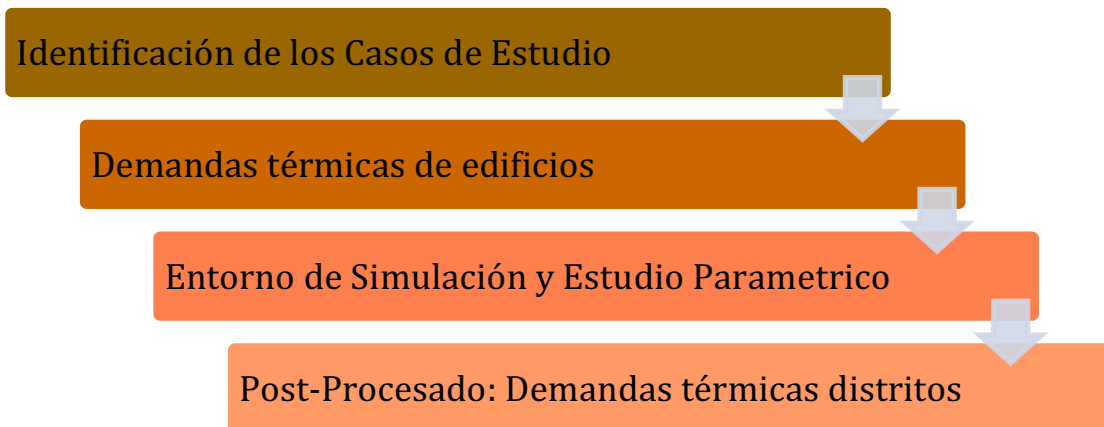 Identificación de los Casos de Estudio
Demandas térmicas de edificios
Entorno de Simulación y Estudio Parametrico
Post-Procesado: Demandas térmicas distritos